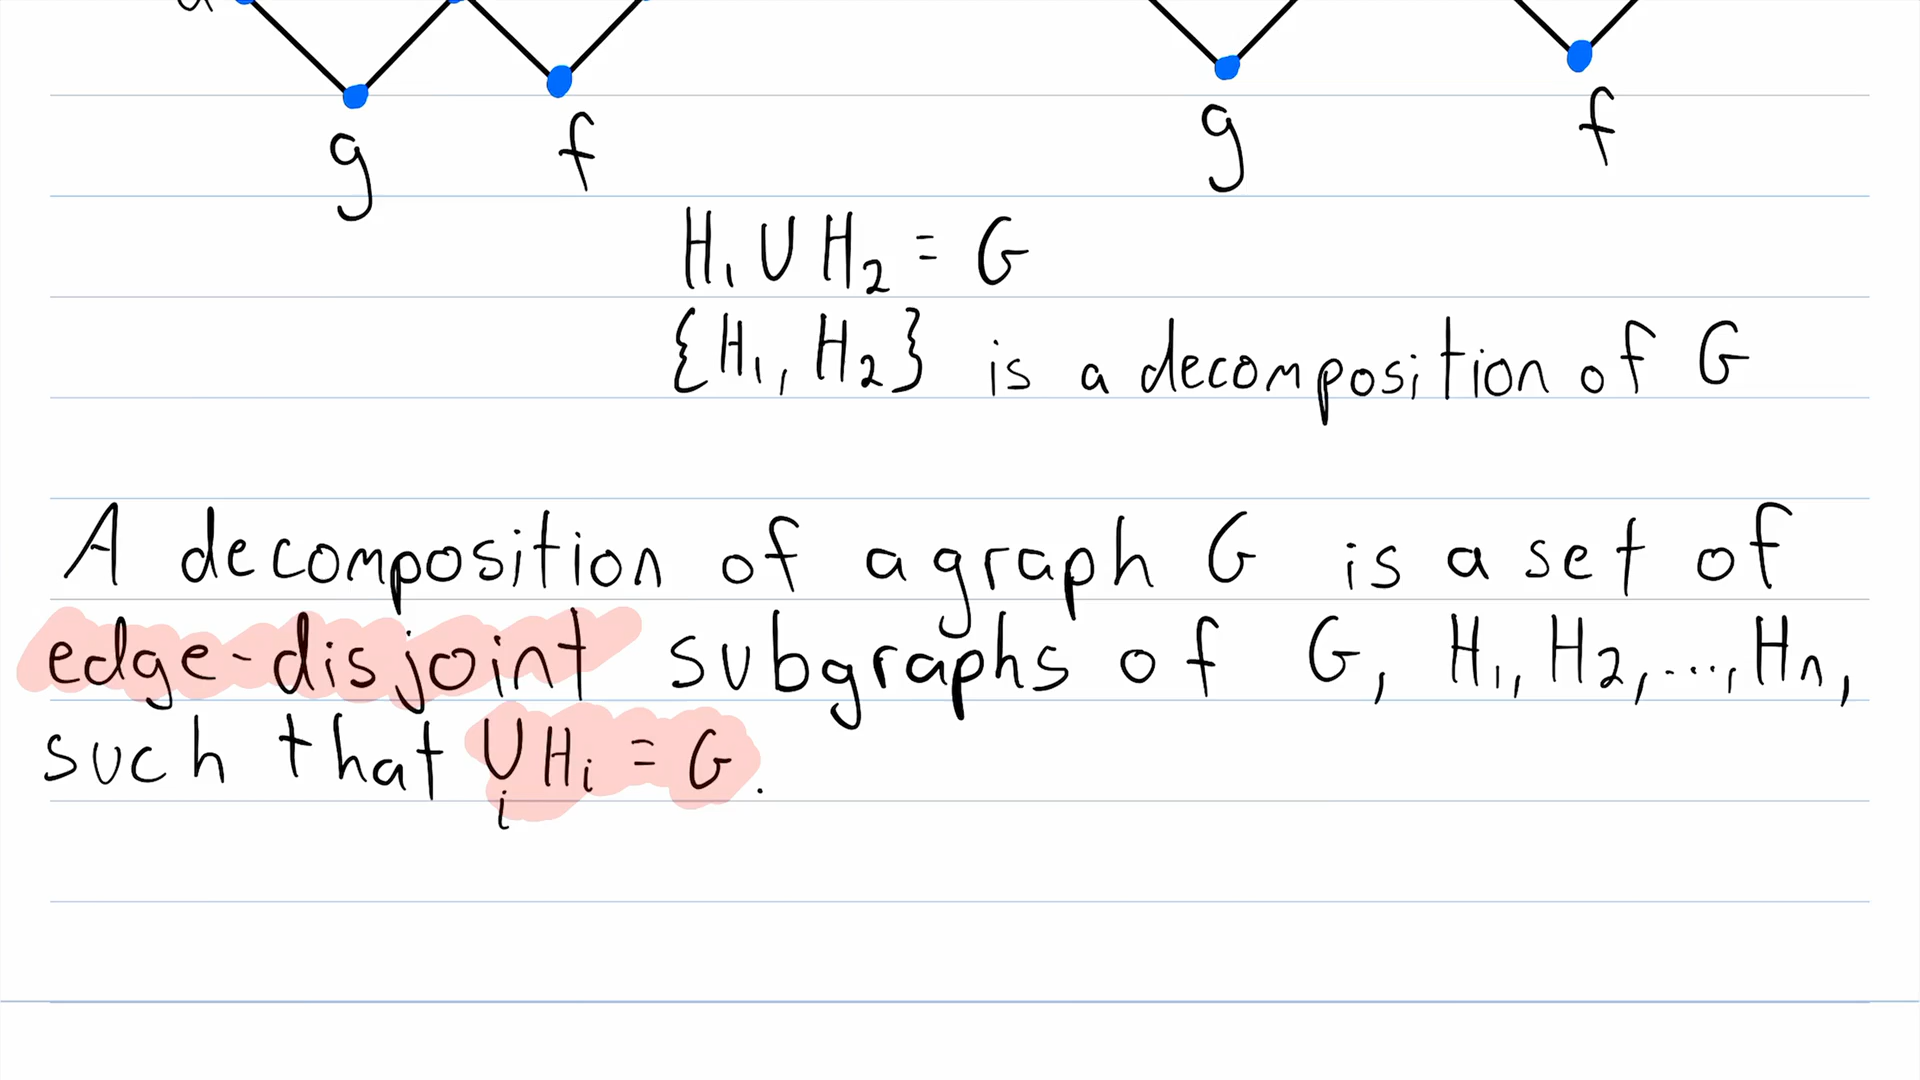 g f g f
H₁ ∪ H₂ = G
{H₁, H₂} is a decomposition of G
A decomposition of a graph G is a set of
edge-disjoint subgraphs of G, H₁, H₂, ..., Hₙ,
such that ∪ Hᵢ = G.
i